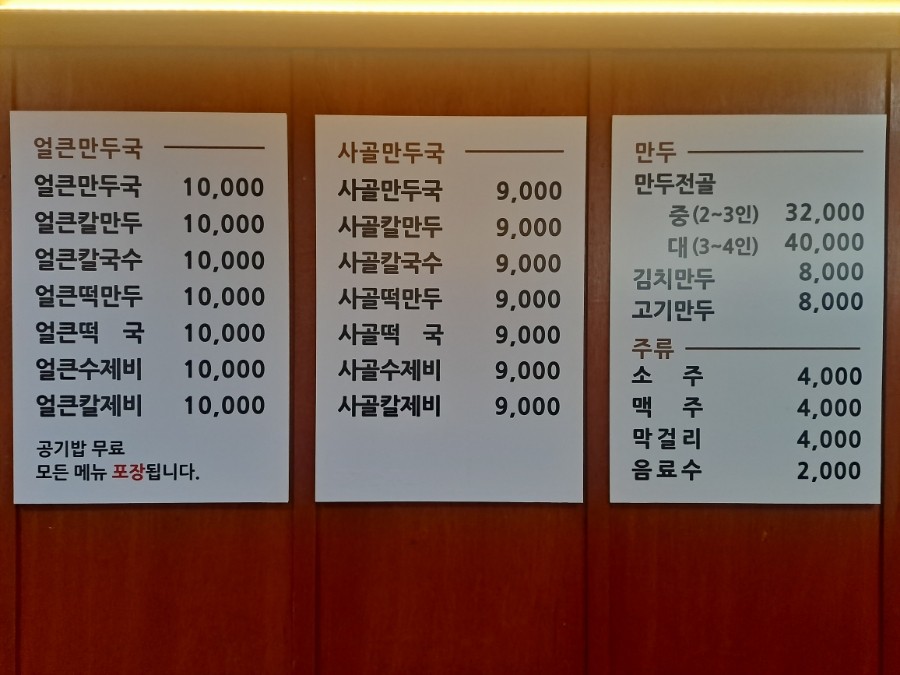 얼큰만두국
얼큰만두국 10,000
얼큰칼만두 10,000
얼큰칼국수 10,000
얼큰떡만두 10,000
얼큰떡 국 10,000
얼큰수제비 10,000
얼큰칼제비 10,000
공기밥 무료
모든 메뉴 포장됩니다.
사골만두국
사골만두국 9,000
사골칼만두 9,000
사골칼국수 9,000
사골떡만두 9,000
사골떡 국 9,000
사골수제비 9,000
사골칼제비 9,000
만두
만두전골
중(2~3인) 32,000
대(3~4인) 40,000
김치만두 8,000
고기만두 8,000
주류
소 주 4,000
맥 주 4,000
막걸리 4,000
음료수 2,000